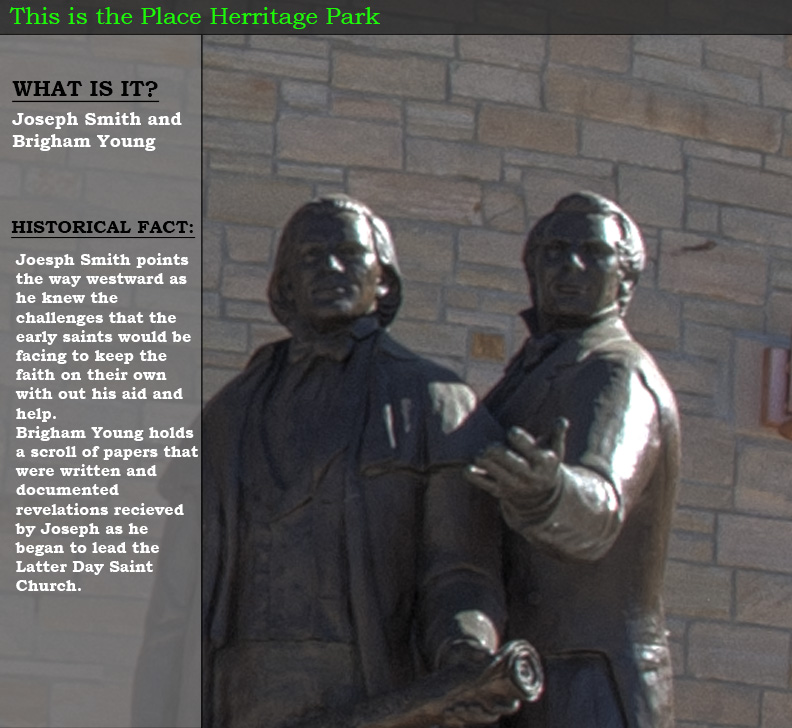 This is the Place Herritage Park
WHAT IS IT?
Joseph Smith and
Brigham Young
HISTORICAL FACT:
Joesph Smith points
the way westward as
he knew the
challenges that the
early saints would be
facing to keep the
faith on their own
with out his aid and
help.
Brigham Young holds
a scroll of papers that
were written and
documented
revelations recieved
by Joseph as he
began to lead the
Latter Day Saint
Church.